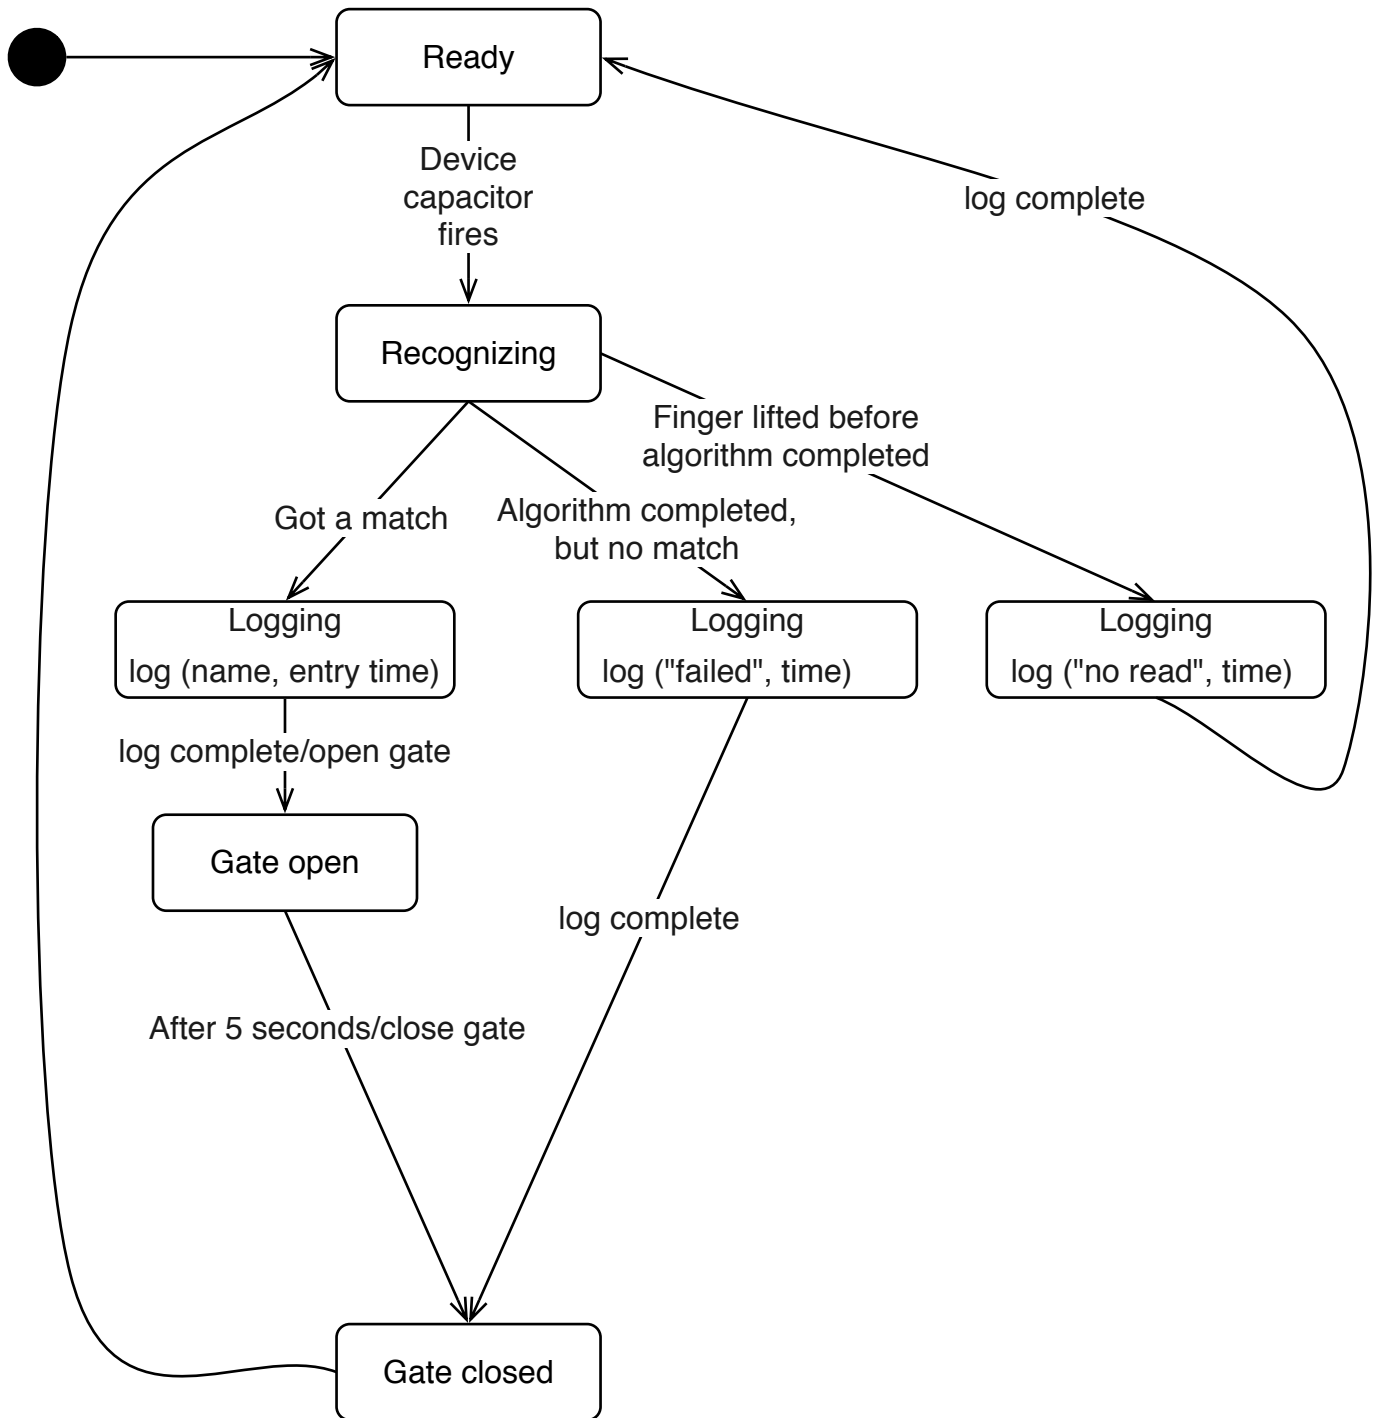 Ready
Device
capacitor
fires
log complete
Recognizing
Finger lifted before
algorithm completed
Got a match
Algorithm completed,
but no match
Logging
log (name, entry time)
Logging
log ("failed", time)
Logging
log ("no read", time)
log complete/open gate
Gate open
log complete
After 5 seconds/close gate
Gate closed